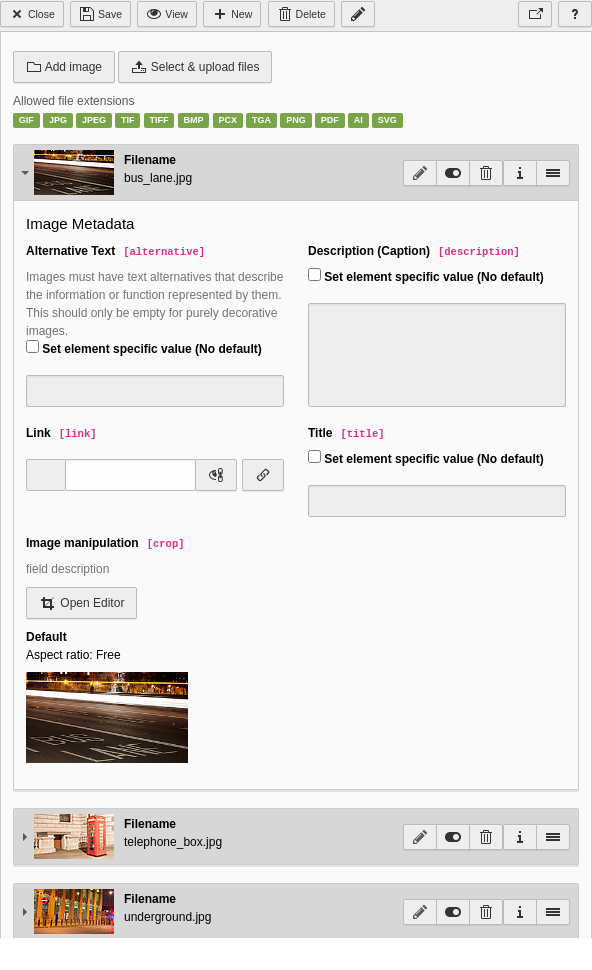 Close Save View New Delete ?
Add image Select & upload files
Allowed file extensions
GIF JPG JPEG TIF TIFF BMP PCX TGA PNG PDF AI SVG
Filename
bus_lane.jpg
Image Metadata
Alternative Text [alternative]
Images must have text alternatives that describe
the information or function represented by them.
This should only be empty for purely decorative
images.
Set element specific value (No default)
Description (Caption) [description]
Set element specific value (No default)
Link [link]
Title [title]
Set element specific value (No default)
Image manipulation [crop]
field description
Open Editor
Default
Aspect ratio: Free
BUS
LANE
Filename
telephone_box.jpg
Filename
underground.jpg